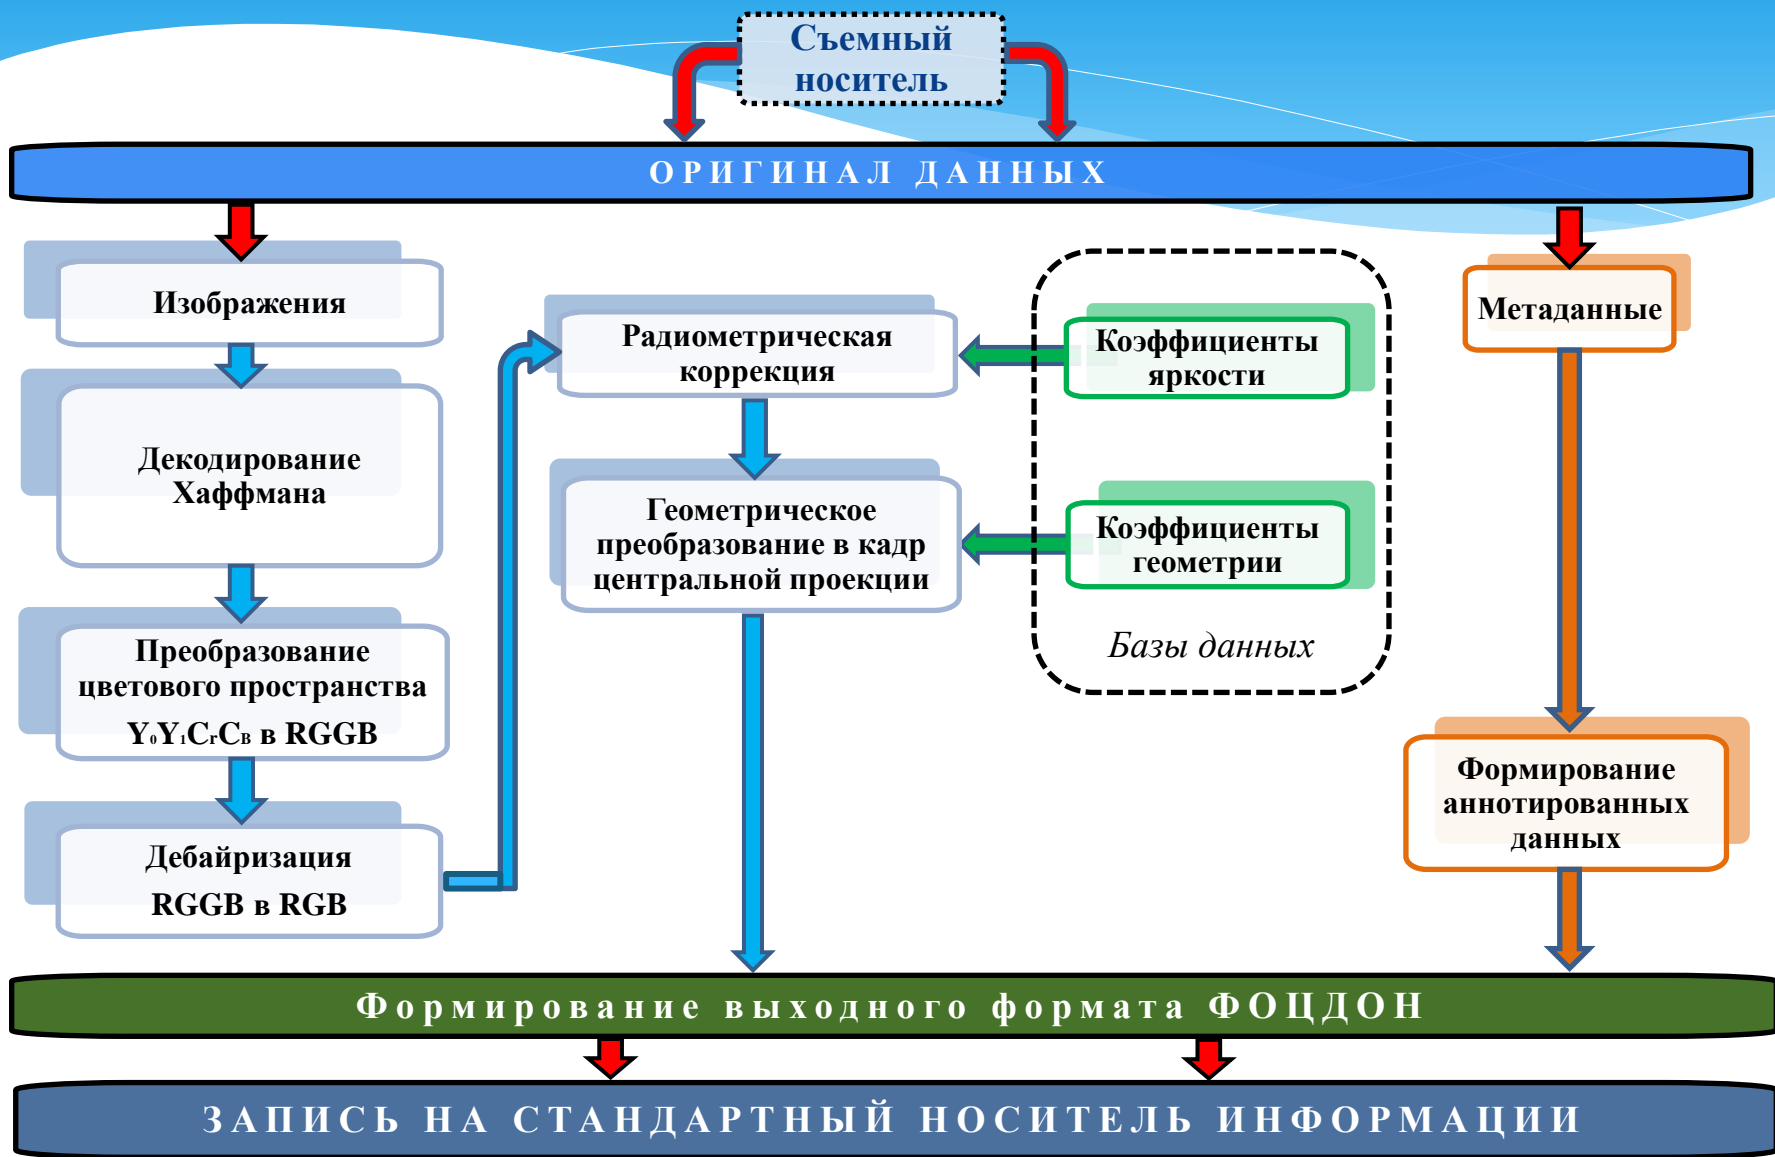 Съемный
носитель
ОРИГИНАЛ ДАННЫХ
Изображения
Декодирование
Хаффмана
Преобразование
цветового пространства
Y₀Y₁CrCB в RGGB
Дебайризация
RGGB в RGB
Радиометрическая
коррекция
Геометрическое
преобразование в кадр
центральной проекции
Коэффициенты
яркости
Коэффициенты
геометрии
Базы данных
Метаданные
Формирование
аннотированных
данных
Формирование выходного формата ФОЦДОН
ЗАПИСЬ НА СТАНДАРТНЫЙ НОСИТЕЛЬ ИНФОРМАЦИИ